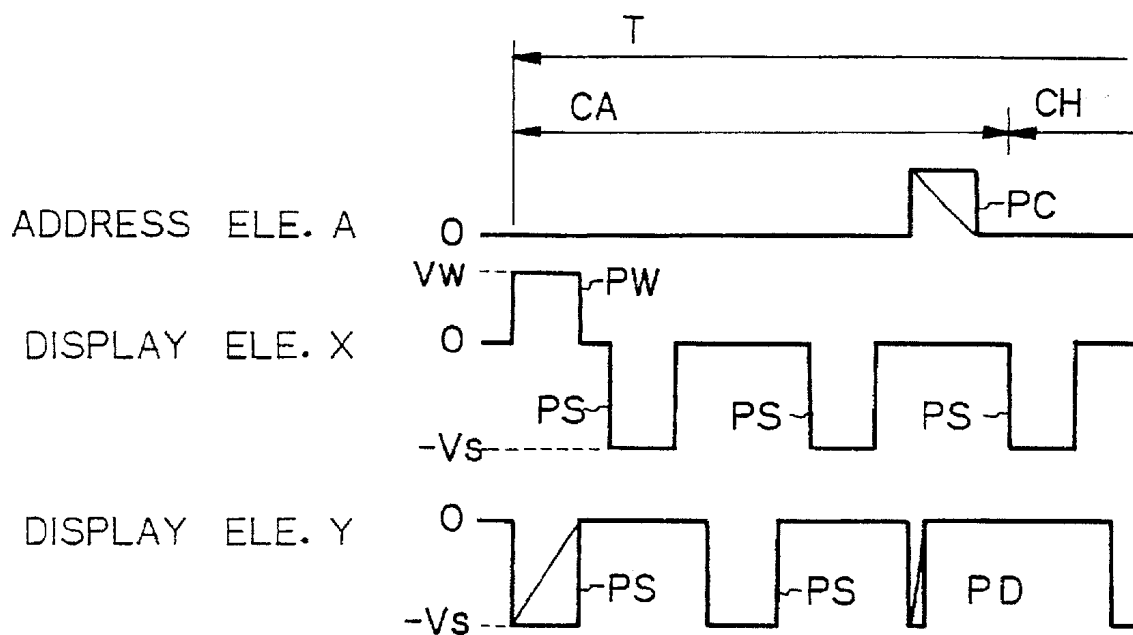 T
CA CH
ADDRESS ELE. A 0 PC
Vw PW
DISPLAY ELE. X 0
PS PS PS
-Vs
DISPLAY ELE. Y 0
PS PS PD
-Vs